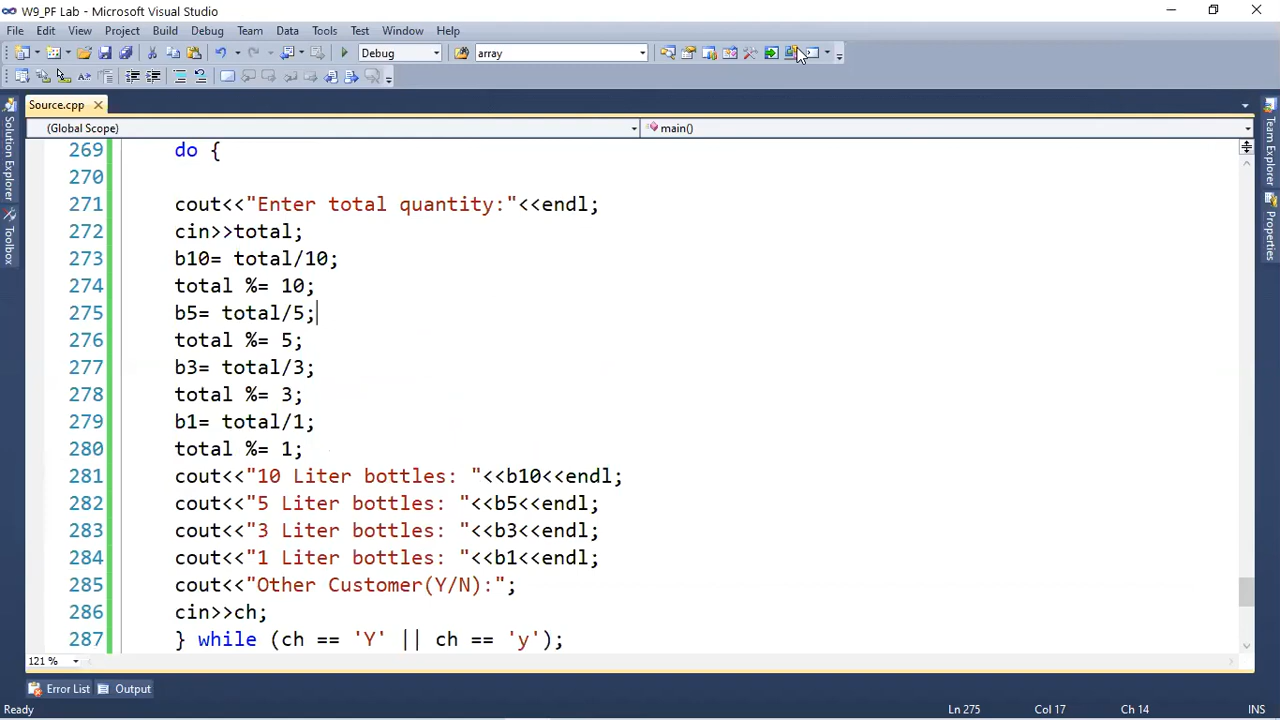 W9_PF Lab - Microsoft Visual Studio
File Edit View Project Build Debug Team Data Tools Test Window Help
Debug array
Source.cpp
(Global Scope) main()
269 do {
270
271 cout<<"Enter total quantity:"<<endl;
272 cin>>total;
273 b10= total/10;
274 total %= 10;
275 b5= total/5;
276 total %= 5;
277 b3= total/3;
278 total %= 3;
279 b1= total/1;
280 total %= 1;
281 cout<<"10 Liter bottles: "<<b10<<endl;
282 cout<<"5 Liter bottles: "<<b5<<endl;
283 cout<<"3 Liter bottles: "<<b3<<endl;
284 cout<<"1 Liter bottles: "<<b1<<endl;
285 cout<<"Other Customer(Y/N):";
286 cin>>ch;
287 } while (ch == 'Y' || ch == 'y');
121 %
Solution Explorer
Toolbox
Team Explorer
Properties
Error List Output
Ready Ln 275 Col 17 Ch 14 INS